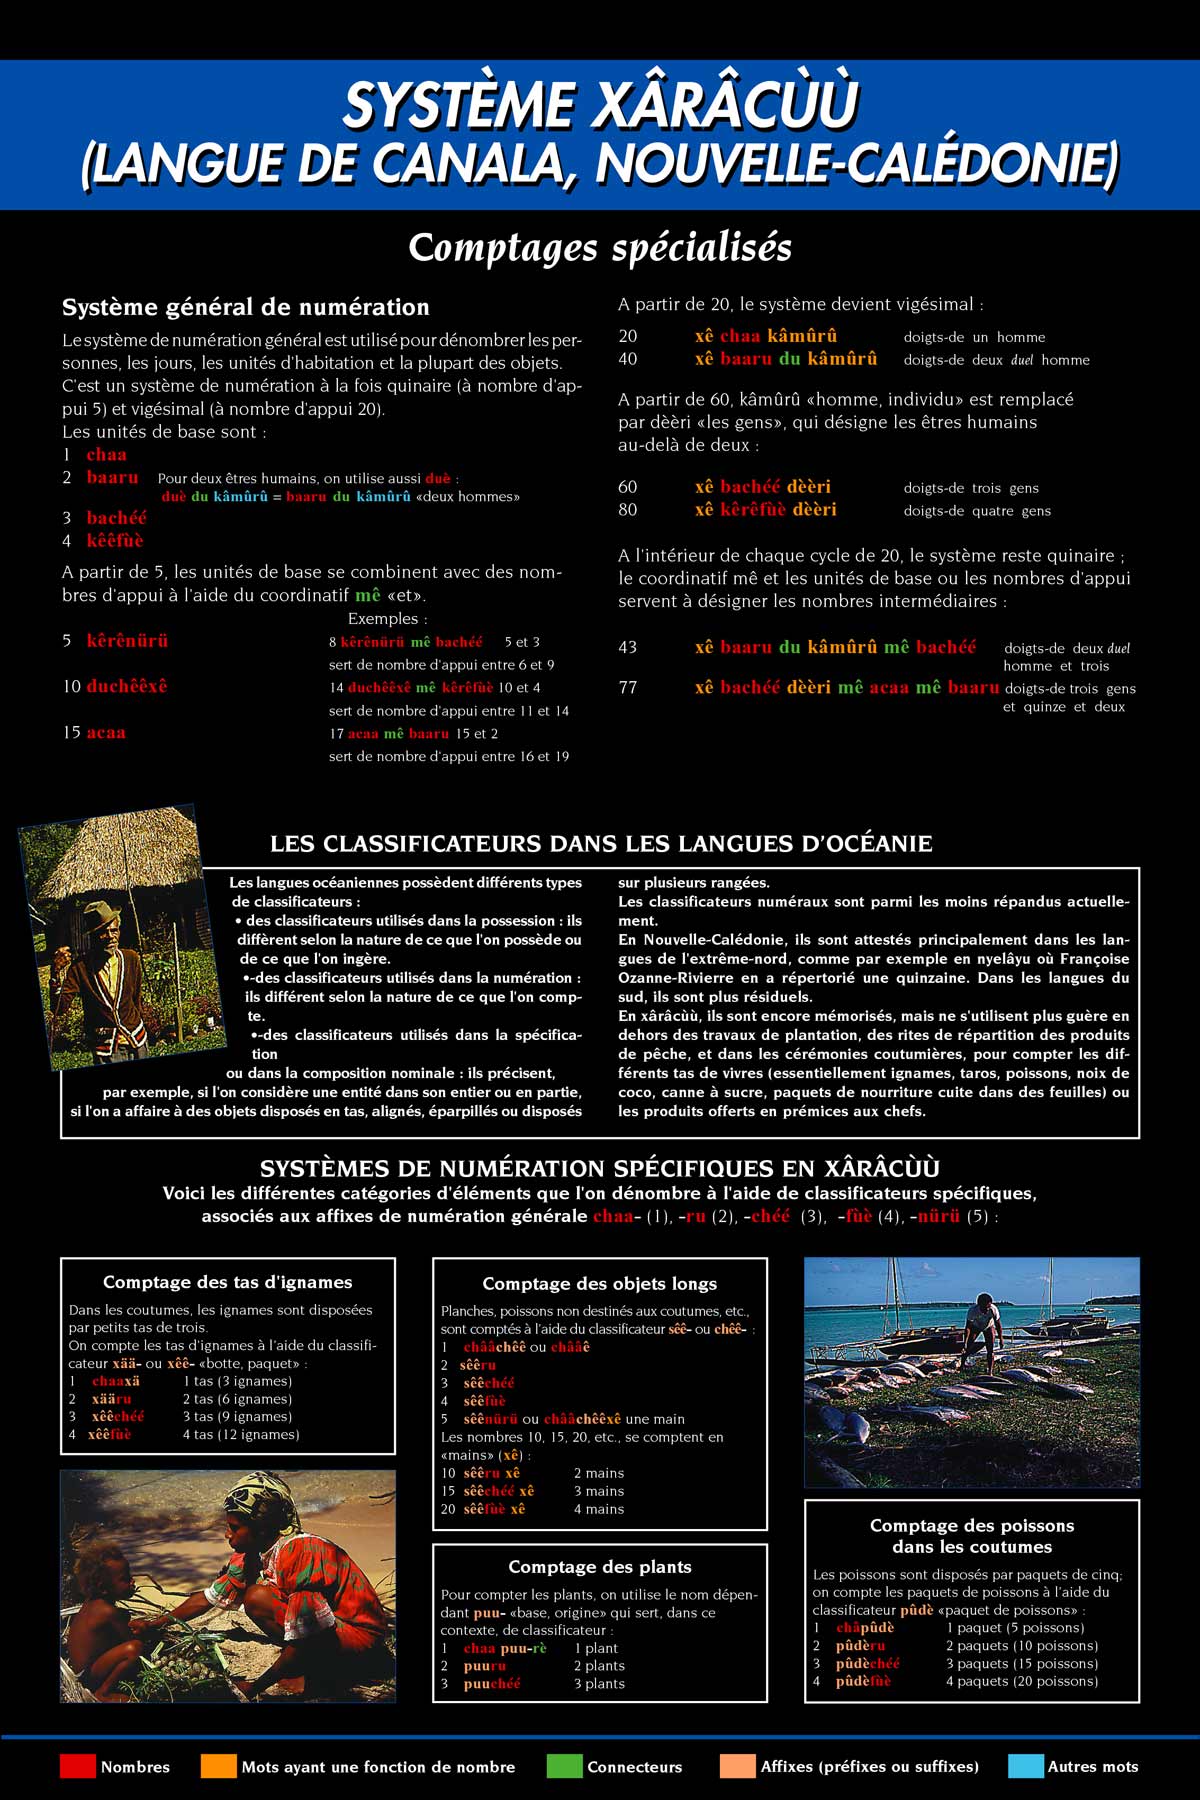 SYSTÈME XÂRÂCÙÙ
(LANGUE DE CANALA, NOUVELLE-CALÉDONIE)
Comptages spécialisés
Système général de numération
Le système de numération général est utilisé pour dénombrer les per-
sonnes, les jours, les unités d'habitation et la plupart des objets.
C'est un système de numération à la fois quinaire (à nombre d'ap-
pui 5) et vigésimal (à nombre d'appui 20).
Les unités de base sont :
1 chaa
2 baaru Pour deux êtres humains, on utilise aussi duè :
duè du kâmûrû = baaru du kâmûrû «deux hommes»
3 bachéé
4 kêêfùè
A partir de 5, les unités de base se combinent avec des nom-
bres d'appui à l'aide du coordinatif mê «et».
Exemples :
5 kêrênürü 8 kêrênürü mê bachéé 5 et 3
sert de nombre d'appui entre 6 et 9
10 duchêêxê 14 duchêêxê mê kêrêfùè 10 et 4
sert de nombre d'appui entre 11 et 14
15 acaa 17 acaa mê baaru 15 et 2
sert de nombre d'appui entre 16 et 19
A partir de 20, le système devient vigésimal :
20 xê chaa kâmûrû doigts-de un homme
40 xê baaru du kâmûrû doigts-de deux duel homme
A partir de 60, kâmûrû «homme, individu» est remplacé
par dèèri «les gens», qui désigne les êtres humains
au-delà de deux :
60 xê bachéé dèèri doigts-de trois gens
80 xê kêrêfùè dèèri doigts-de quatre gens
A l'intérieur de chaque cycle de 20, le système reste quinaire ;
le coordinatif mê et les unités de base ou les nombres d'appui
servent à désigner les nombres intermédiaires :
43 xê baaru du kâmûrû mê bachéé doigts-de deux duel
homme et trois
77 xê bachéé dèèri mê acaa mê baaru doigts-de trois gens
et quinze et deux
LES CLASSIFICATEURS DANS LES LANGUES D'OCÉANIE
Les langues océaniennes possèdent différents types
de classificateurs :
• des classificateurs utilisés dans la possession : ils
diffèrent selon la nature de ce que l'on possède ou
de ce que l'on ingère.
•-des classificateurs utilisés dans la numération :
ils différent selon la nature de ce que l'on comp-
te.
•-des classificateurs utilisés dans la spécifica-
tion
ou dans la composition nominale : ils précisent,
par exemple, si l'on considère une entité dans son entier ou en partie,
si l'on a affaire à des objets disposés en tas, alignés, éparpillés ou disposés
sur plusieurs rangées.
Les classificateurs numéraux sont parmi les moins répandus actuelle-
ment.
En Nouvelle-Calédonie, ils sont attestés principalement dans les lan-
gues de l'extrême-nord, comme par exemple en nyelâyu où Françoise
Ozanne-Rivierre en a répertorié une quinzaine. Dans les langues du
sud, ils sont plus résiduels.
En xârâcùù, ils sont encore mémorisés, mais ne s'utilisent plus guère en
dehors des travaux de plantation, des rites de répartition des produits
de pêche, et dans les cérémonies coutumières, pour compter les dif-
férents tas de vivres (essentiellement ignames, taros, poissons, noix de
coco, canne à sucre, paquets de nourriture cuite dans des feuilles) ou
les produits offerts en prémices aux chefs.
SYSTÈMES DE NUMÉRATION SPÉCIFIQUES EN XÂRÂCÙÙ
Voici les différentes catégories d'éléments que l'on dénombre à l'aide de classificateurs spécifiques,
associés aux affixes de numération générale chaa- (1), -ru (2), -chéé (3), -fùè (4), -nürü (5) :
Comptage des tas d'ignames
Dans les coutumes, les ignames sont disposées
par petits tas de trois.
On compte les tas d'ignames à l'aide du classifi-
cateur xää- ou xêê- «botte, paquet» :
1 chaaxä 1 tas (3 ignames)
2 xääru 2 tas (6 ignames)
3 xêêchéé 3 tas (9 ignames)
4 xêêfùè 4 tas (12 ignames)
Comptage des objets longs
Planches, poissons non destinés aux coutumes, etc.,
sont comptés à l'aide du classificateur sêê- ou chêê- :
1 chââchêê ou châââê
2 sêêru
3 sêêchéé
4 sêêfùè
5 sêênürü ou chââchêêxê une main
Les nombres 10, 15, 20, etc., se comptent en
«mains» (xê) :
10 sêêru xê 2 mains
15 sêêchéé xê 3 mains
20 sêêfùè xê 4 mains
Comptage des plants
Pour compter les plants, on utilise le nom dépen-
dant puu- «base, origine» qui sert, dans ce
contexte, de classificateur :
1 chaa puu-rè 1 plant
2 puuru 2 plants
3 puuchéé 3 plants
Comptage des poissons
dans les coutumes
Les poissons sont disposés par paquets de cinq;
on compte les paquets de poissons à l'aide du
classificateur pûdè «paquet de poissons» :
1 châpûdè 1 paquet (5 poissons)
2 pûdèru 2 paquets (10 poissons)
3 pûdèchéé 3 paquets (15 poissons)
4 pûdèfùè 4 paquets (20 poissons)
Nombres
Mots ayant une fonction de nombre
Connecteurs
Affixes (préfixes ou suffixes)
Autres mots